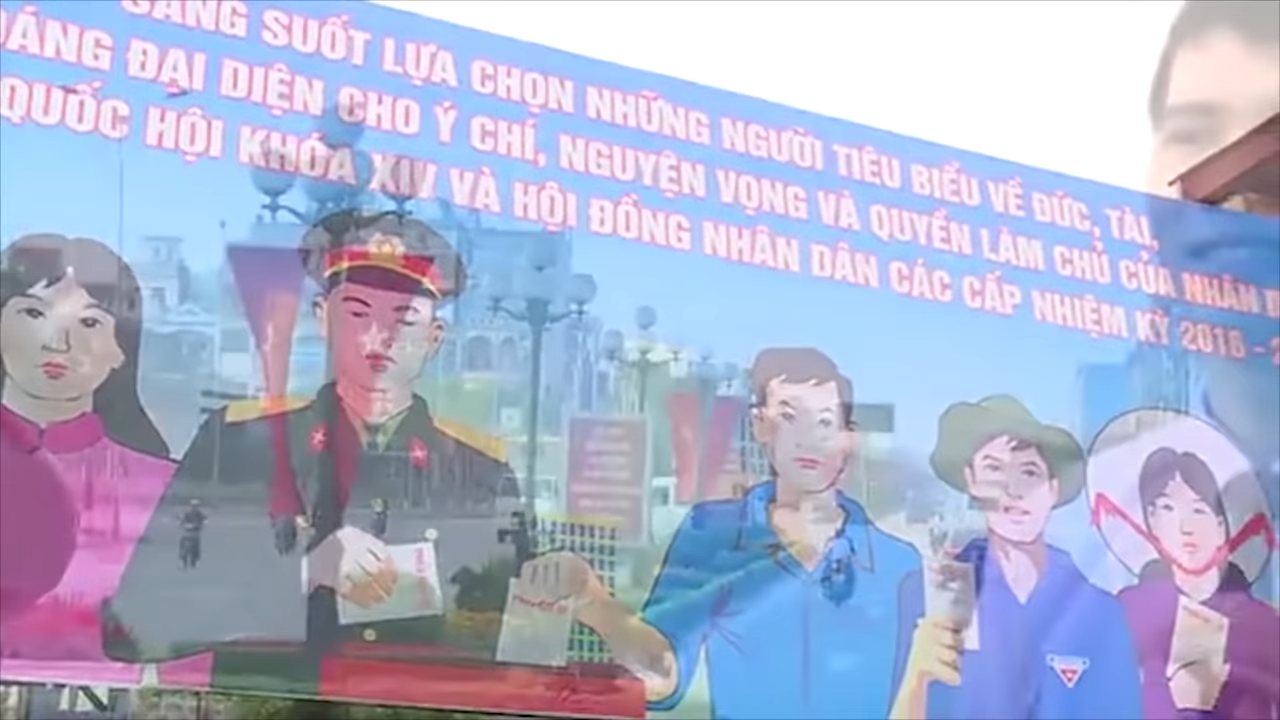 SÁNG SUỐT LỰA CHỌN NHỮNG NGƯỜI TIÊU BIỂU VỀ ĐỨC, TÀI,
ĐÁNG ĐẠI DIỆN CHO Ý CHÍ, NGUYỆN VỌNG VÀ QUYỀN LÀM CHỦ CỦA NHÂN
QUỐC HỘI KHÓA XIV VÀ HỘI ĐỒNG NHÂN DÂN CÁC CẤP NHIỆM KỲ 2016 -